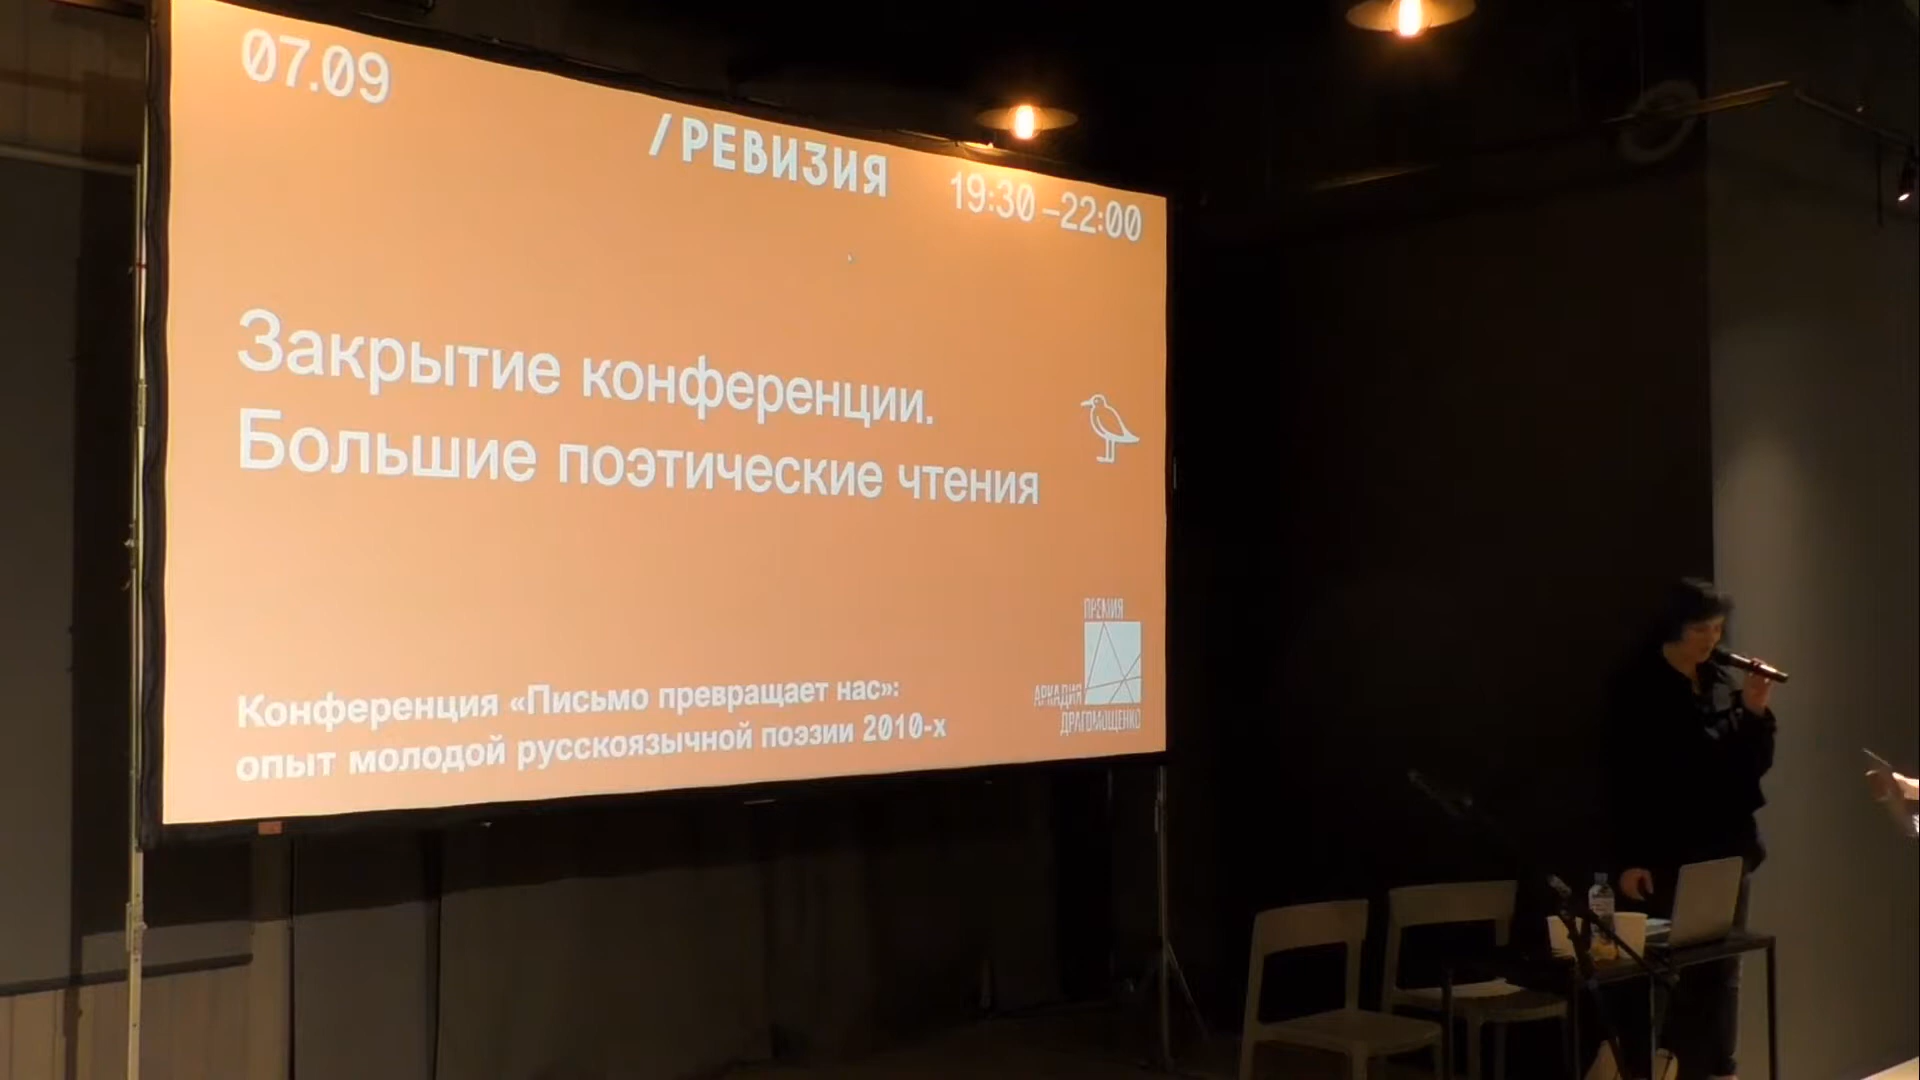 07.09
/РЕВИЗИЯ
19:30–22:00
Закрытие конференции.
Большие поэтические чтения
Конференция «Письмо превращает нас»:
опыт молодой русскоязычной поэзии 2010-х
ПРЕМИЯ
АРКАДИЯ
ДРАГОМОЩЕНКО